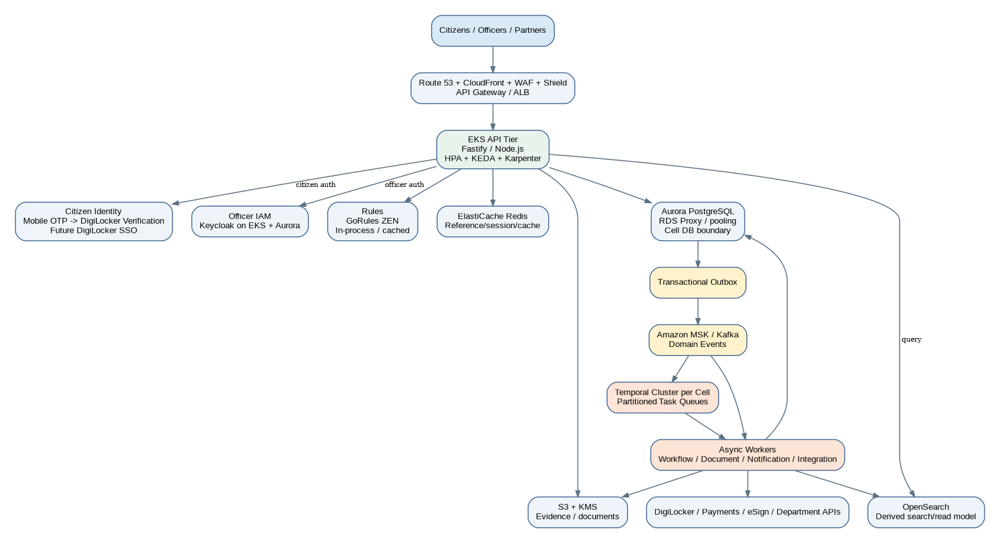 Citizens / Officers / Partners
Route 53 + CloudFront + WAF + Shield
API Gateway / ALB
EKS API Tier
Fastify / Node.js
HPA + KEDA + Karpenter
citizen auth
officer auth
Citizen Identity
Mobile OTP -> DigiLocker Verification
Future DigiLocker SSO
Officer IAM
Keycloak on EKS + Aurora
Rules
GoRules ZEN
In-process / cached
ElastiCache Redis
Reference/session/cache
Aurora PostgreSQL
RDS Proxy / pooling
Cell DB boundary
Transactional Outbox
Amazon MSK / Kafka
Domain Events
query
Temporal Cluster per Cell
Partitioned Task Queues
Async Workers
Workflow / Document / Notification / Integration
S3 + KMS
Evidence / documents
DigiLocker / Payments / eSign / Department APIs
OpenSearch
Derived search/read model